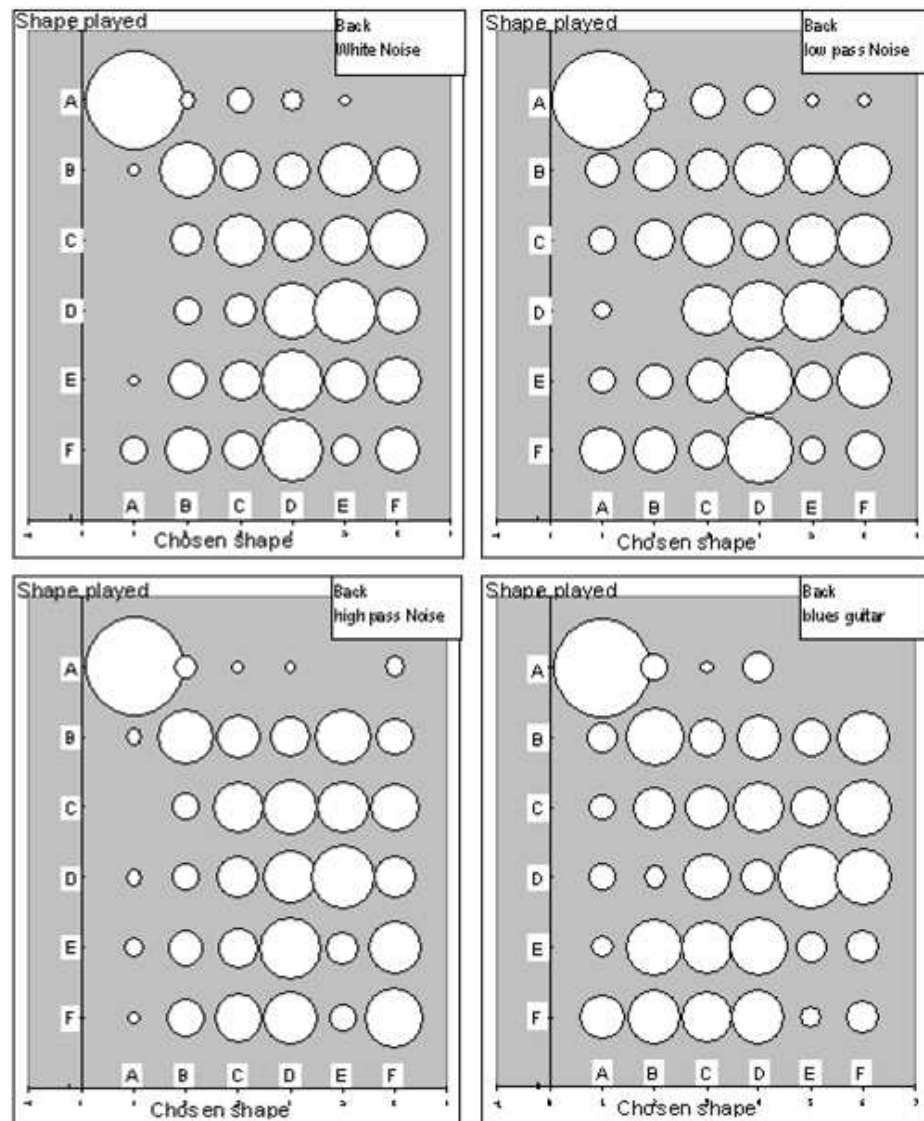 Shape played
Back
White Noise
A
B
C
D
E
F
A B C D E F
Chosen shape
Shape played
Back
low pass Noise
A
B
C
D
E
F
A B C D E F
Chosen shape
Shape played
Back
high pass Noise
A
B
C
D
E
F
A B C D E F
Chosen shape
Shape played
Back
blues guitar
A
B
C
D
E
F
A B C D E F
Chosen shape